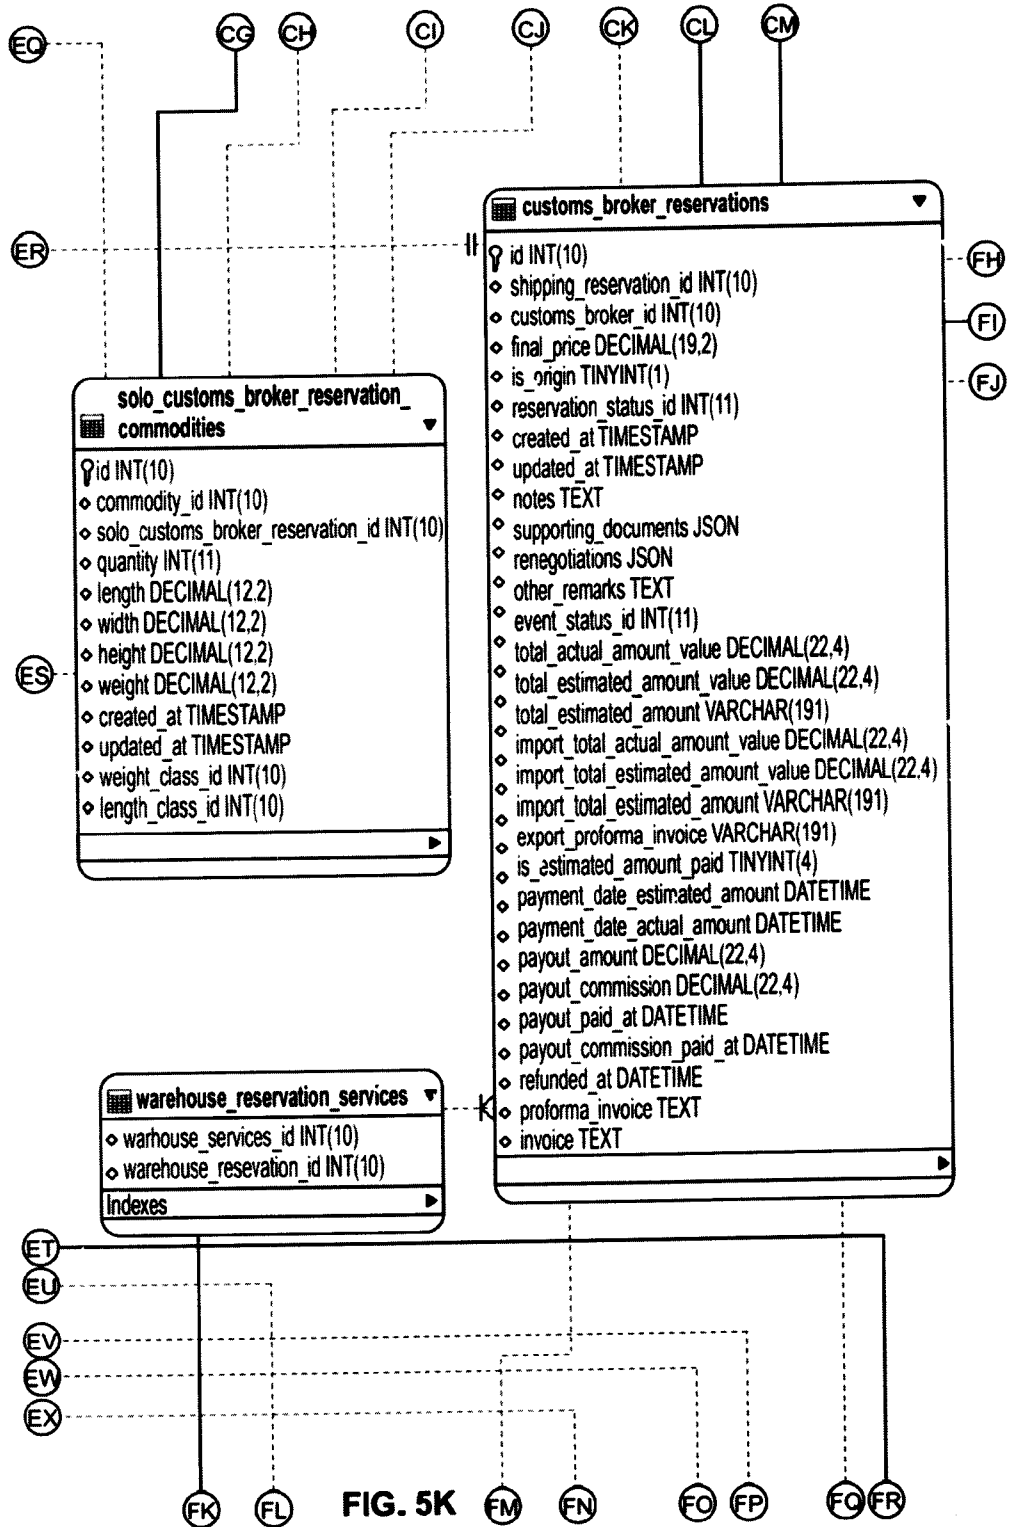 EQ
CG
CH
CI
CJ
CK
CL
CM
ER
customs_broker_reservations
id INT(10)
shipping_reservation_id INT(10)
customs_broker_id INT(10)
final_price DECIMAL(19,2)
is_origin TINYINT(1)
reservation_status_id INT(11)
created_at TIMESTAMP
updated_at TIMESTAMP
notes TEXT
supporting_documents JSON
renegotiations JSON
other_remarks TEXT
event_status_id INT(11)
total_actual_amount_value DECIMAL(22,4)
total_estimated_amount_value DECIMAL(22,4)
total_estimated_amount VARCHAR(191)
import_total_actual_amount_value DECIMAL(22,4)
import_total_estimated_amount_value DECIMAL(22,4)
import_total_estimated_amount VARCHAR(191)
export_proforma_invoice VARCHAR(191)
is_estimated_amount_paid TINYINT(4)
payment_date_estimated_amount DATETIME
payment_date_actual_amount DATETIME
payout_amount DECIMAL(22,4)
payout_commission DECIMAL(22,4)
payout_paid_at DATETIME
payout_commission_paid_at DATETIME
refunded_at DATETIME
proforma_invoice TEXT
invoice TEXT
FH
FI
FJ
solo_customs_broker_reservation_
commodities
id INT(10)
commodity_id INT(10)
solo_customs_broker_reservation_id INT(10)
quantity INT(11)
length DECIMAL(12,2)
width DECIMAL(12,2)
height DECIMAL(12,2)
weight DECIMAL(12,2)
created_at TIMESTAMP
updated_at TIMESTAMP
weight_class_id INT(10)
length_class_id INT(10)
ES
warehouse_reservation_services
warhouse_services_id INT(10)
warehouse_resevation_id INT(10)
Indexes
ET
EU
EV
EW
EX
FK
FL
FIG. 5K
FM
FN
FO
FP
FQ
FR